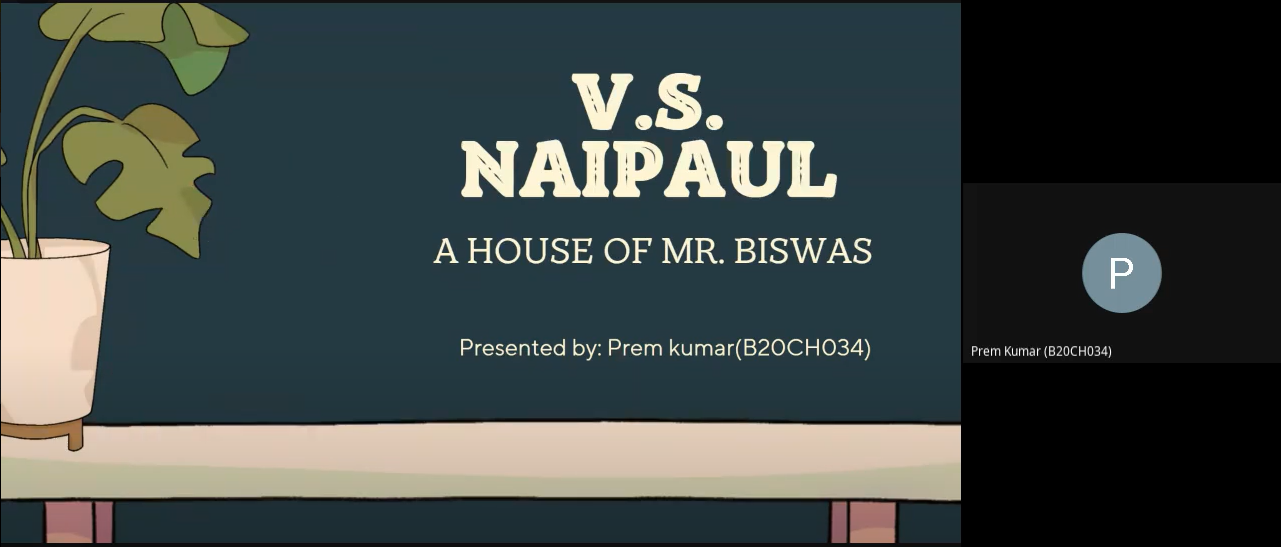 V.S.
NAIPAUL
A HOUSE OF MR. BISWAS
Presented by: Prem kumar(B20CH034)
P
Prem Kumar (B20CH034)